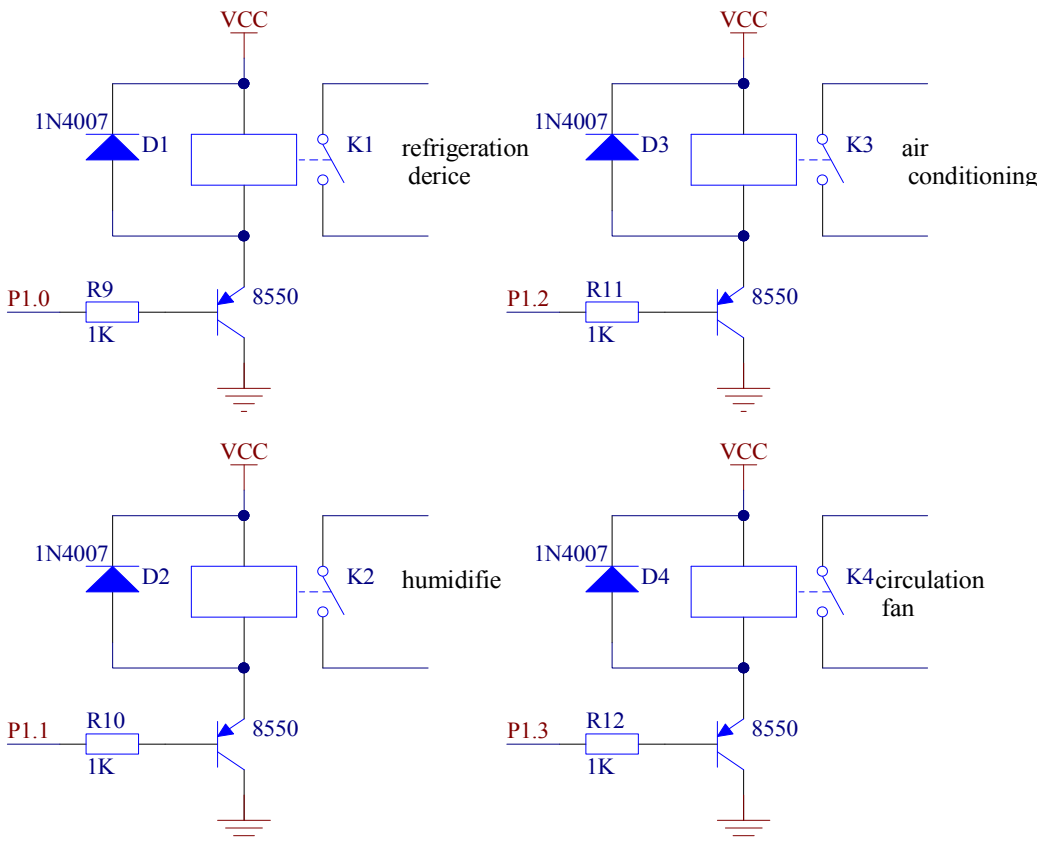 VCC
1N4007
D1
K1
refrigeration
derice
P1.0
R9
1K
8550
VCC
1N4007
D3
K3
air
conditioning
P1.2
R11
1K
8550
VCC
1N4007
D2
K2
humidifie
P1.1
R10
1K
8550
VCC
1N4007
D4
K4
circulation
fan
P1.3
R12
1K
8550